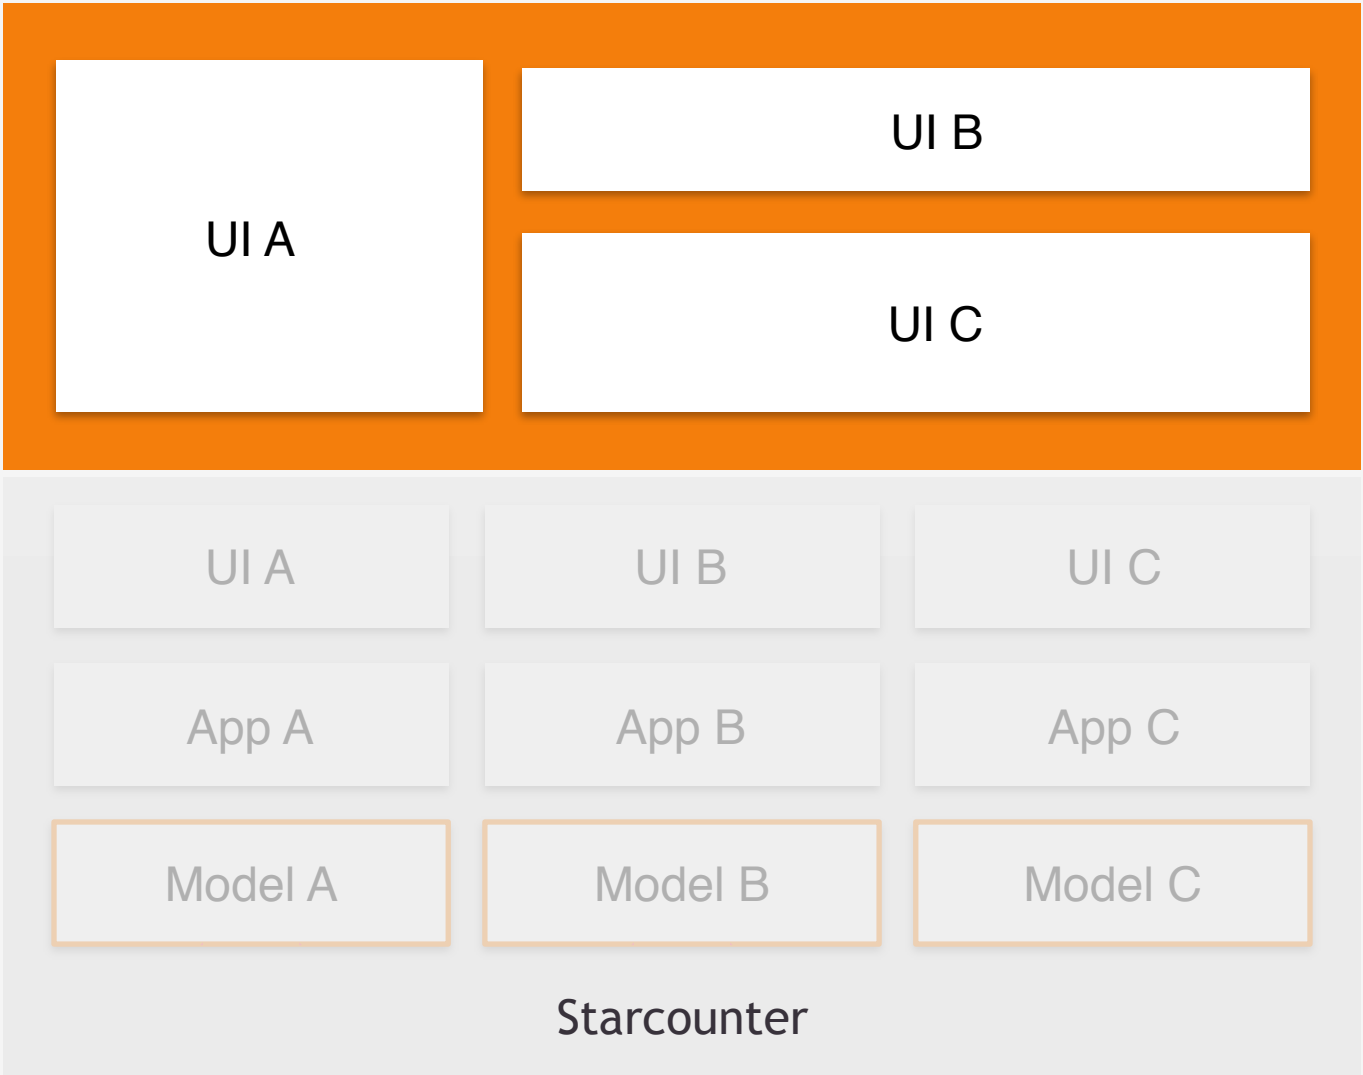 UI A
UI B
UI C
UI A
UI B
UI C
App A
App B
App C
Model A
Model B
Model C
Starcounter